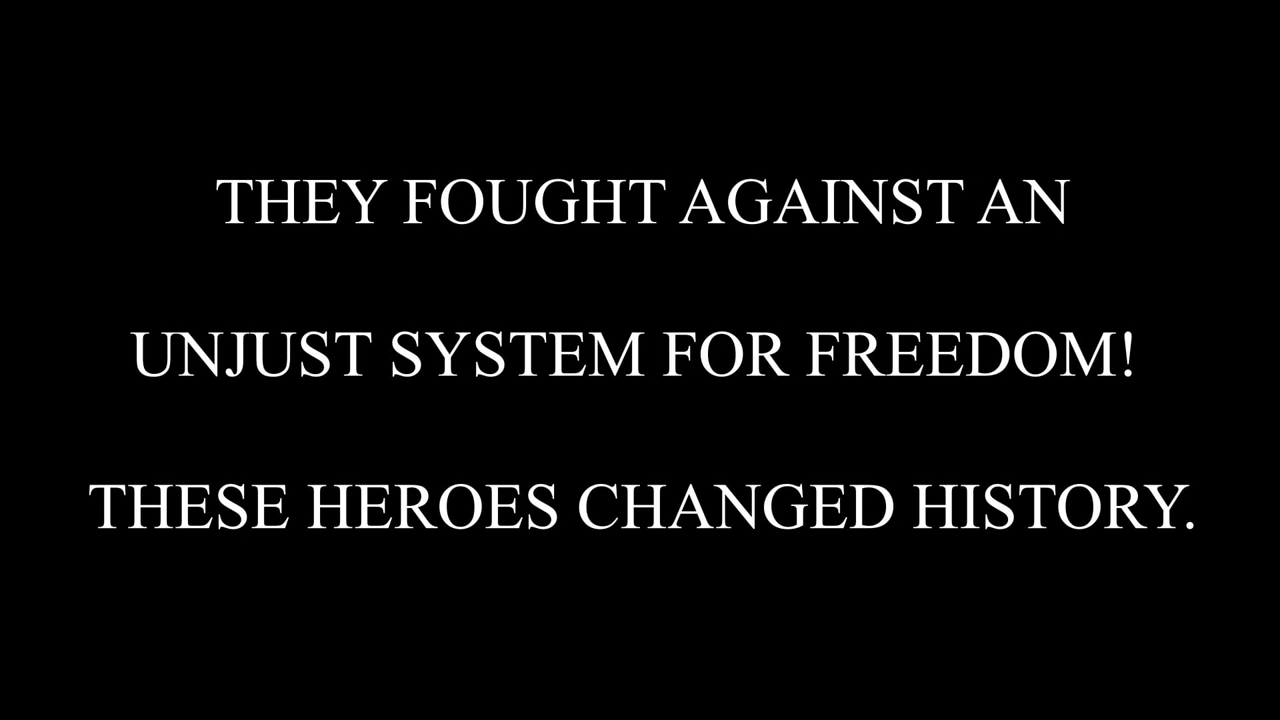 THEY FOUGHT AGAINST AN
UNJUST SYSTEM FOR FREEDOM!
THESE HEROES CHANGED HISTORY.